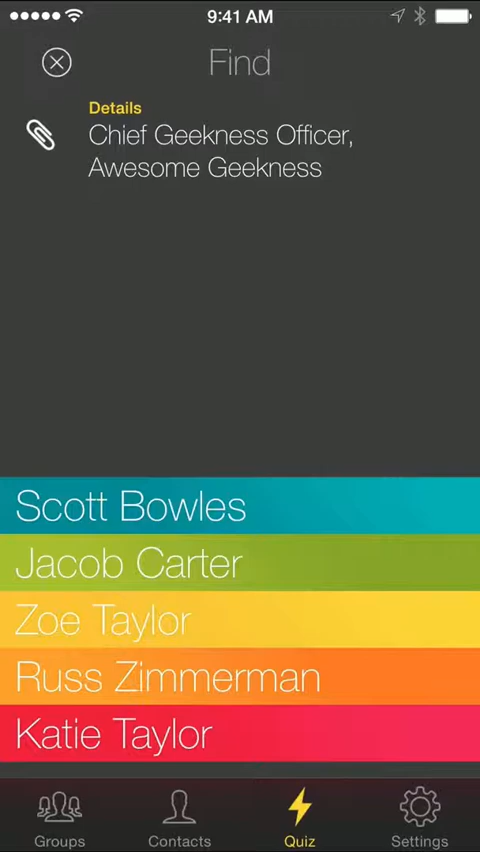 9:41 AM
Find
Details
Chief Geekness Officer,
Awesome Geekness
Scott Bowles
Jacob Carter
Zoe Taylor
Russ Zimmerman
Katie Taylor
Groups
Contacts
Quiz
Settings